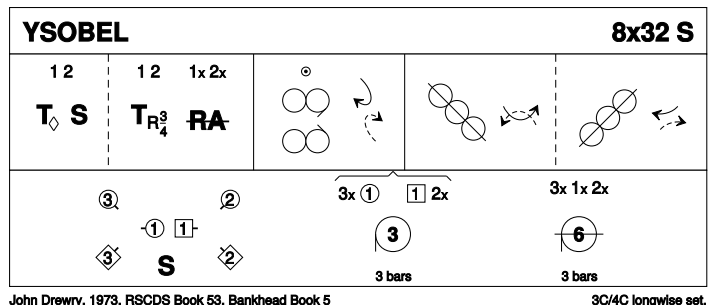 YSOBEL 8x32 S
1 2 1 2 1x 2x
T S T R 3/4 RA
3x 1 1 2x 3x 1x 2x
3 2
1 1
3 2 3 6
S
3 bars 3 bars
John Drewry, 1973, RSCDS Book 53, Bankhead Book 5 3C/4C longwise set.